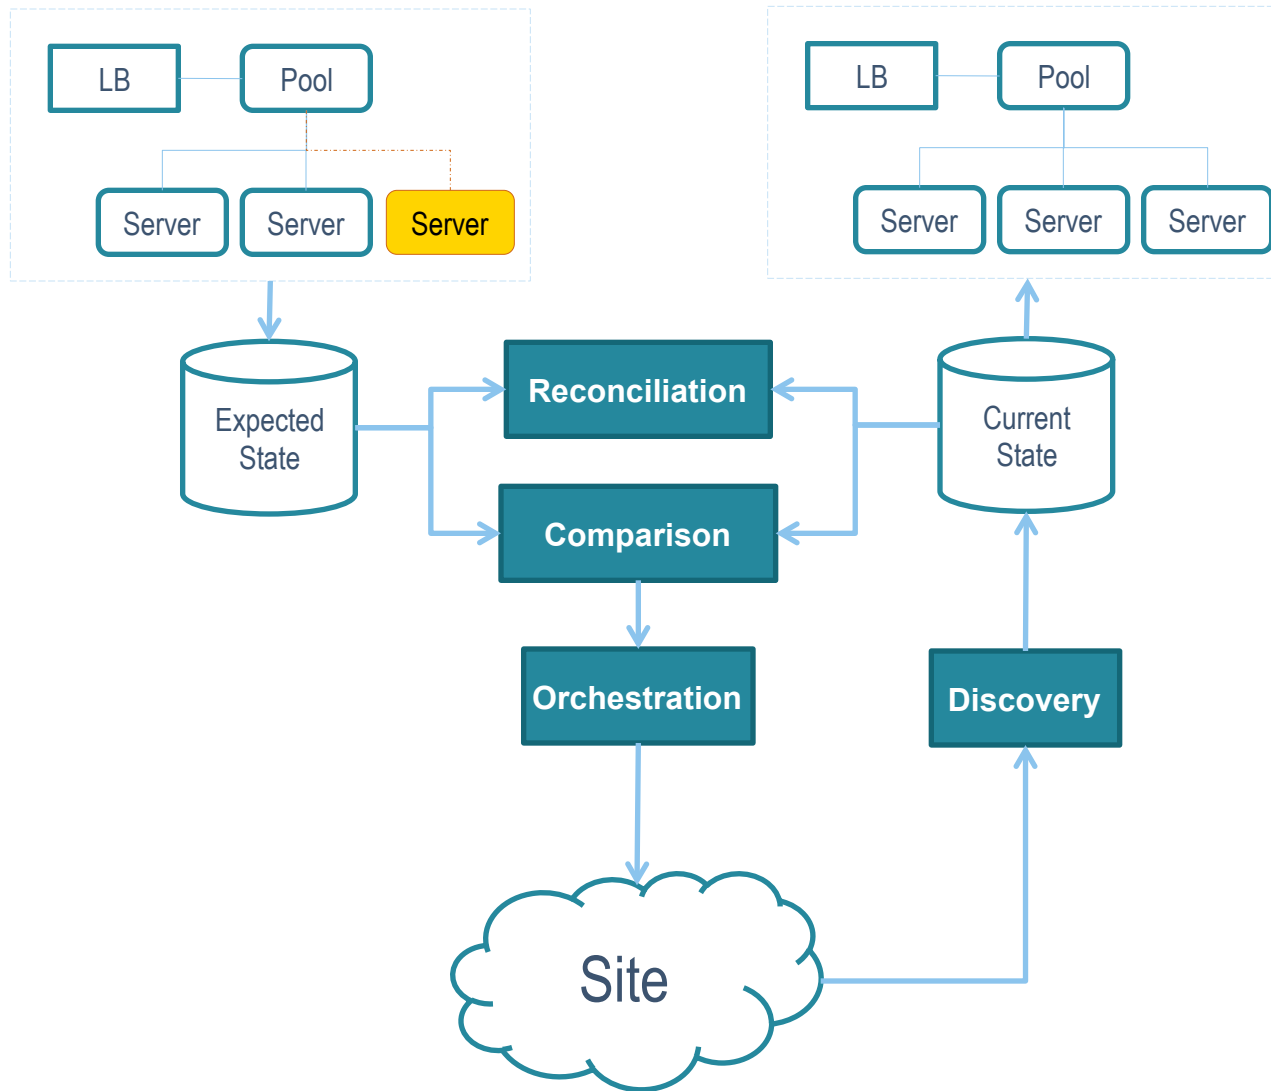 LB
Pool
Server
Server
Server
LB
Pool
Server
Server
Server
Expected
State
Reconciliation
Current
State
Comparison
Orchestration
Discovery
Site